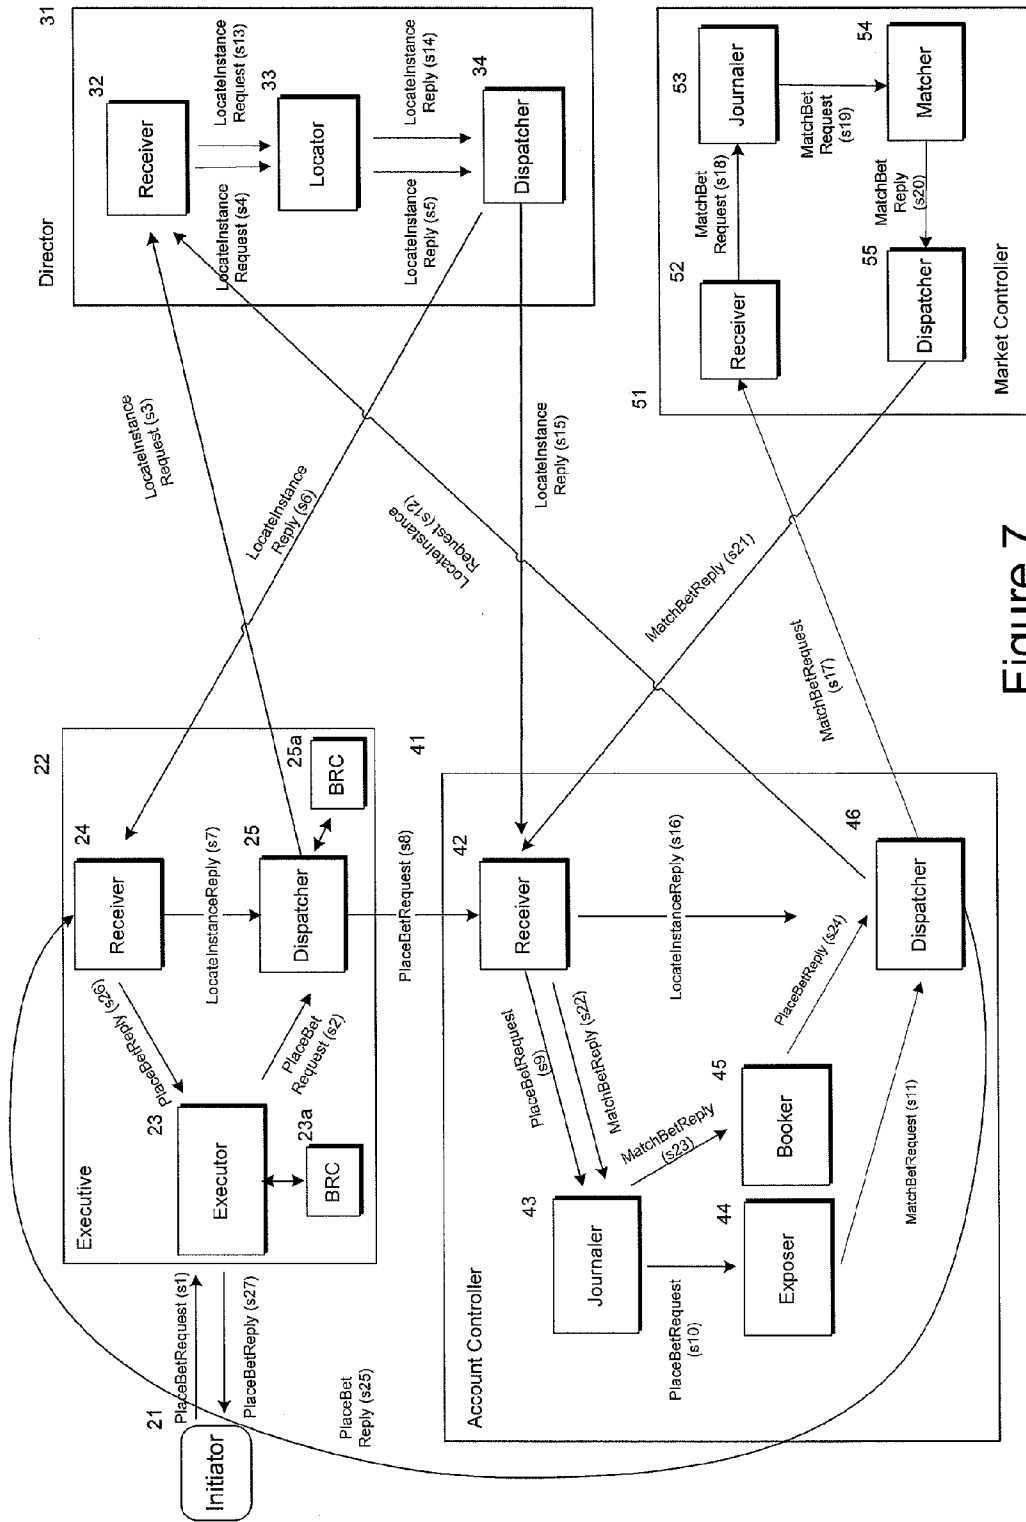 21
Initiator
PlaceBetRequest (s1)
PlaceBetReply (s27)
PlaceBet
Reply (s25)
Executive
22
23
Executor
23a
BRC
PlaceBetReply (s26)
PlaceBet
Request (s2)
24
Receiver
LocateInstanceReply (s7)
25
Dispatcher
25a
BRC
PlaceBetRequest (s8)
LocateInstance
Request (s3)
LocateInstance
Reply (s6)
LocateInstance
Request (s12)
LocateInstance
Reply (s15)
Director
31
32
Receiver
LocateInstance
Request (s13)
LocateInstance
Request (s4)
33
Locator
LocateInstance
Reply (s14)
LocateInstance
Reply (s5)
34
Dispatcher
Account Controller
41
42
Receiver
PlaceBetRequest
(s9)
MatchBetReply (s22)
LocateInstanceReply (s16)
43
Journaler
PlaceBetRequest
(s10)
MatchBetReply
(s23)
44
Exposer
45
Booker
PlaceBetReply (s24)
MatchBetRequest (s11)
46
Dispatcher
MatchBetReply (s21)
MatchBetRequest
(s17)
51
52
Receiver
MatchBet
Request (s18)
53
Journaler
MatchBet
Request
(s19)
54
Matcher
MatchBet
Reply
(s20)
55
Dispatcher
Market Controller
Figure 7